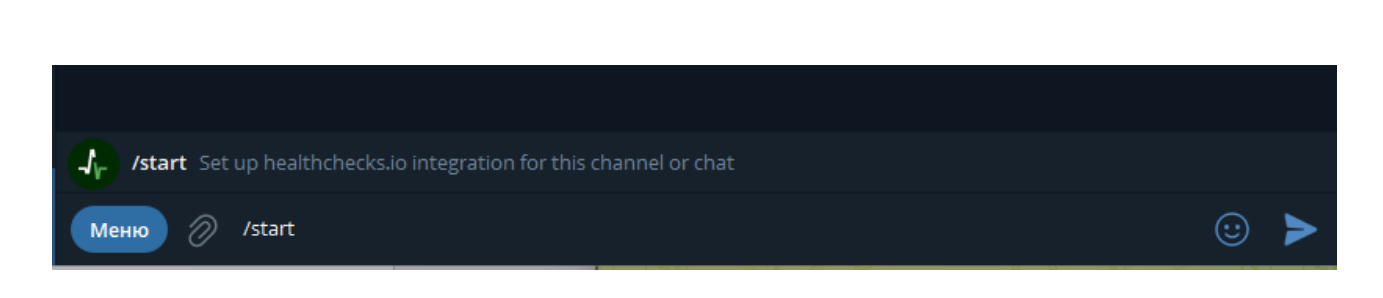 /start Set up healthchecks.io integration for this channel or chat
Меню /start